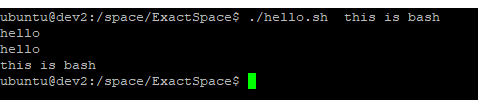 ubuntu@dev2:/space/ExactSpace$ ./hello.sh  this is bash
hello
hello
this is bash
ubuntu@dev2:/space/ExactSpace$